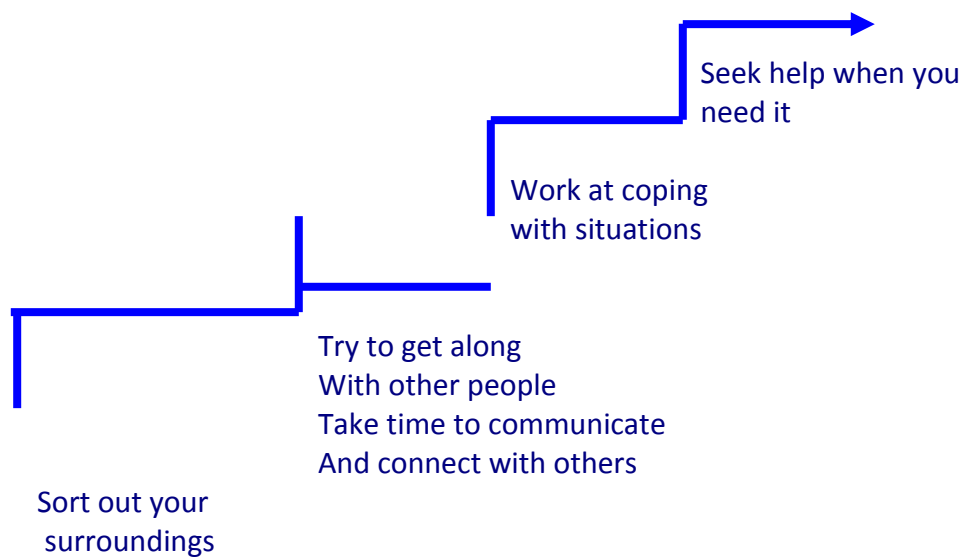 Seek help when you
need it
Work at coping
with situations
Try to get along
With other people
Take time to communicate
And connect with others
Sort out your
surroundings